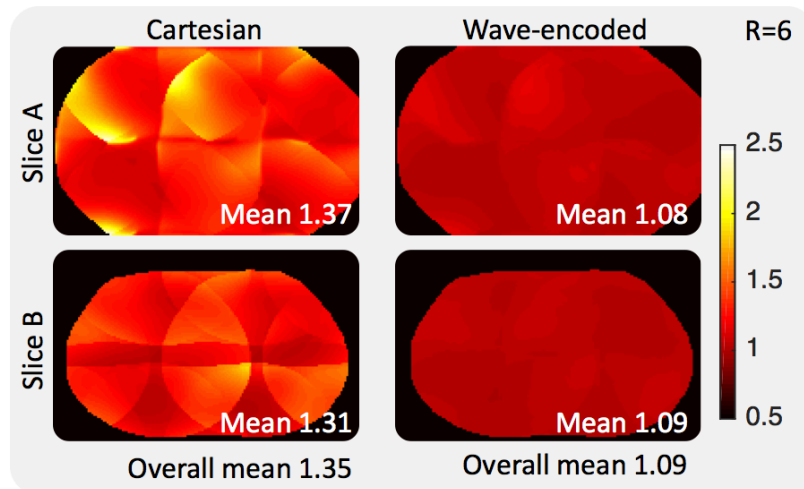 Cartesian
Wave-encoded
R=6
Slice A
Mean 1.37
Mean 1.08
2.5
2
1.5
1
0.5
Slice B
Mean 1.31
Mean 1.09
Overall mean 1.35
Overall mean 1.09